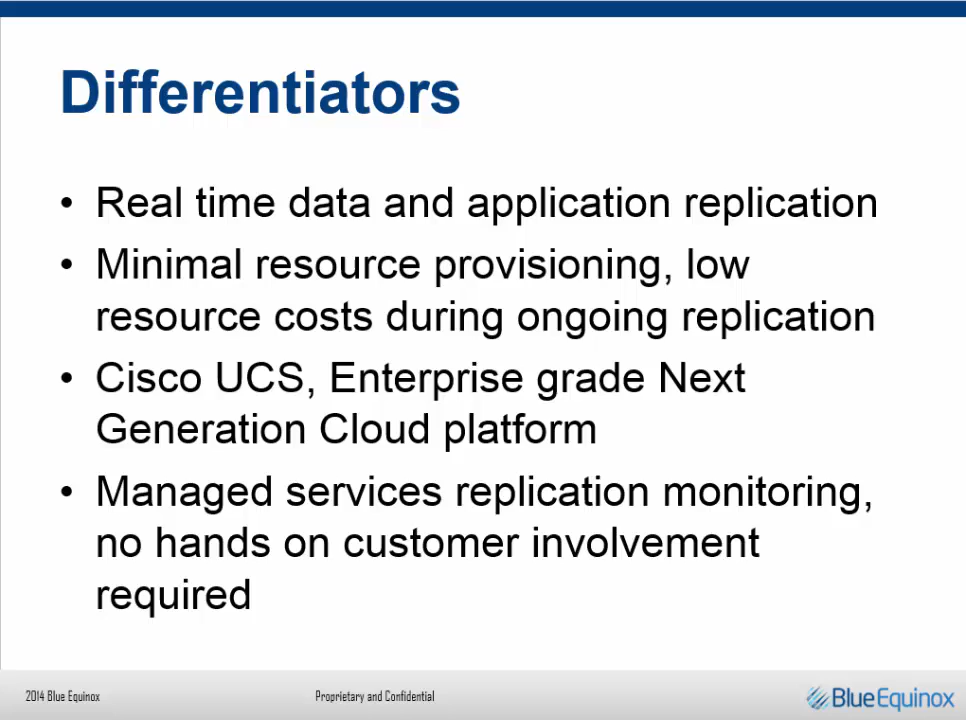 Differentiators
• Real time data and application replication
• Minimal resource provisioning, low
resource costs during ongoing replication
• Cisco UCS, Enterprise grade Next
Generation Cloud platform
• Managed services replication monitoring,
no hands on customer involvement
required
2014 Blue Equinox
Proprietary and Confidential
BlueEquinox